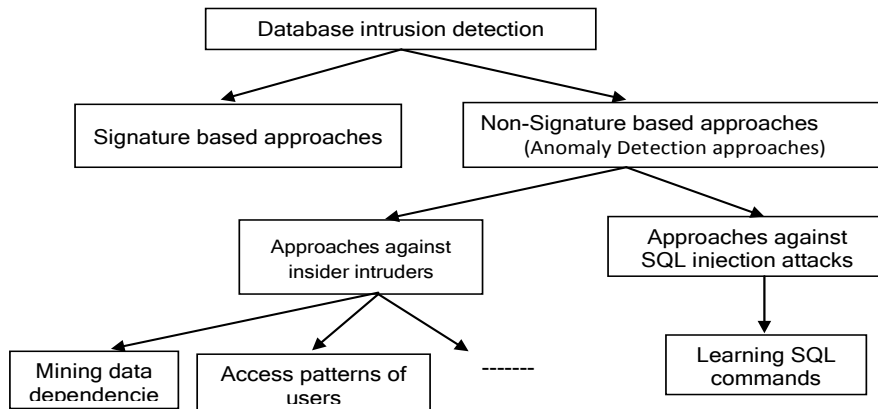 Database intrusion detection
Signature based approaches
Non-Signature based approaches
(Anomaly Detection approaches)
Approaches against
insider intruders
Approaches against
SQL injection attacks
Mining data
dependencie
Access patterns of
users
-------
Learning SQL
commands